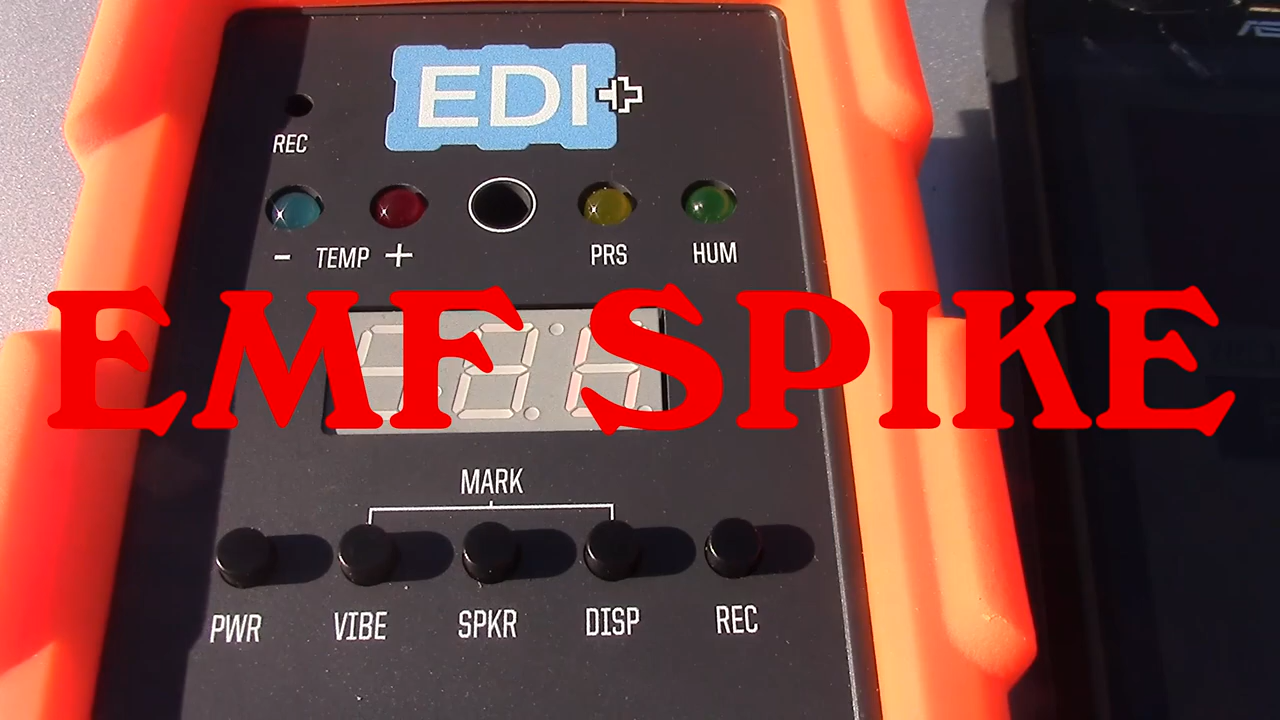 EDI+
REC
- TEMP +
PRS
HUM
EMF SPIKE
MARK
PWR
VIBE
SPKR
DISP
REC